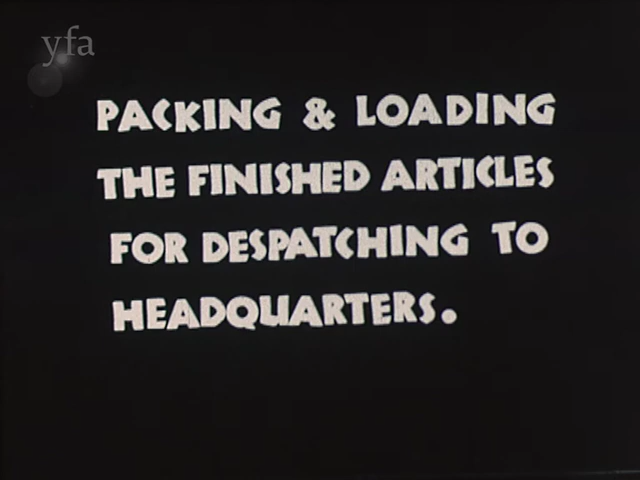 yfa
PACKING & LOADING
THE FINISHED ARTICLES
FOR DESPATCHING TO
HEADQUARTERS.